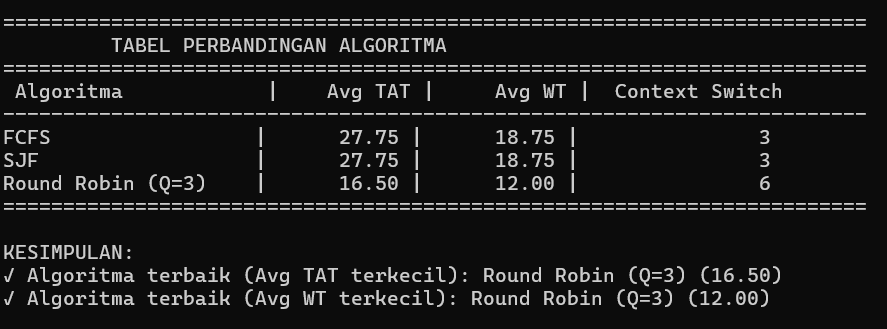 ========================================================================
TABEL PERBANDINGAN ALGORITMA
========================================================================
Algoritma | Avg TAT | Avg WT | Context Switch
------------------------------------------------------------------------
FCFS | 27.75 | 18.75 | 3
SJF | 27.75 | 18.75 | 3
Round Robin (Q=3) | 16.50 | 12.00 | 6
========================================================================
KESIMPULAN:
√ Algoritma terbaik (Avg TAT terkecil): Round Robin (Q=3) (16.50)
√ Algoritma terbaik (Avg WT terkecil): Round Robin (Q=3) (12.00)